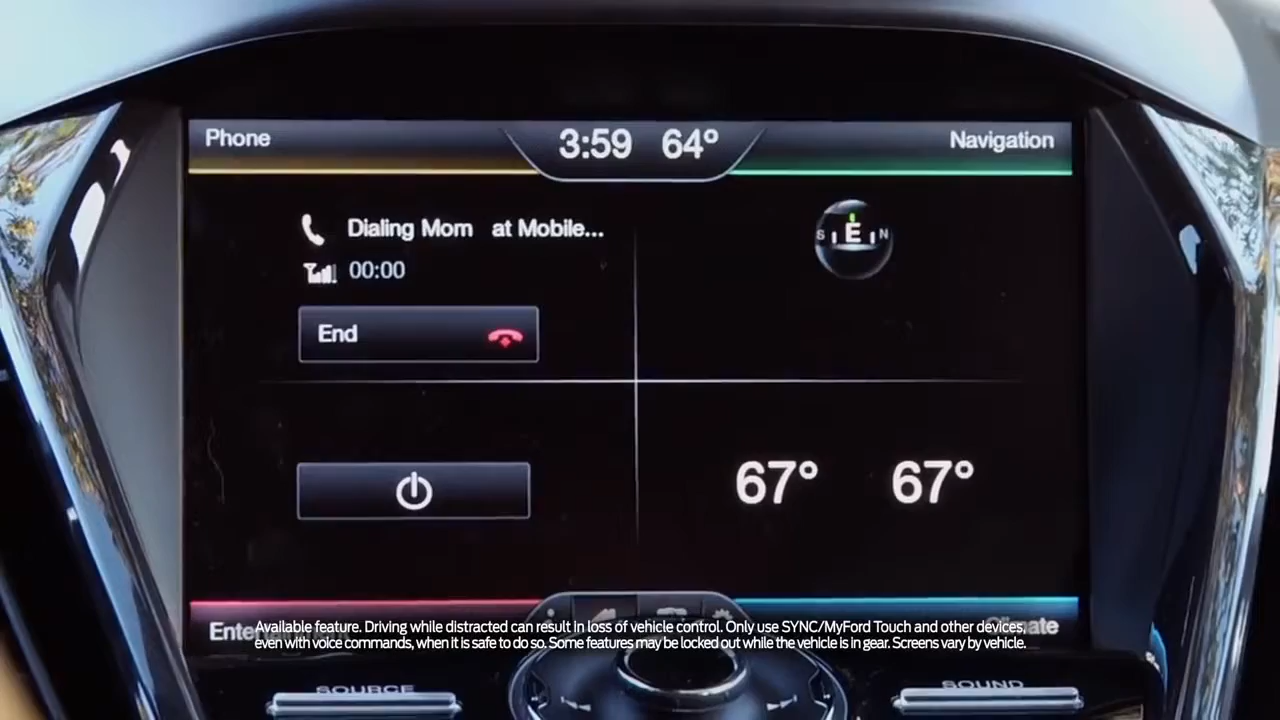 Phone
3:59 64°
Navigation
Dialing Mom at Mobile...
00:00
S E N
End
67° 67°
Available feature. Driving while distracted can result in loss of vehicle control. Only use SYNC/MyFord Touch and other devices,
even with voice commands, when it is safe to do so. Some features may be locked out while the vehicle is in gear. Screens vary by vehicle.
SOURCE
SOUND